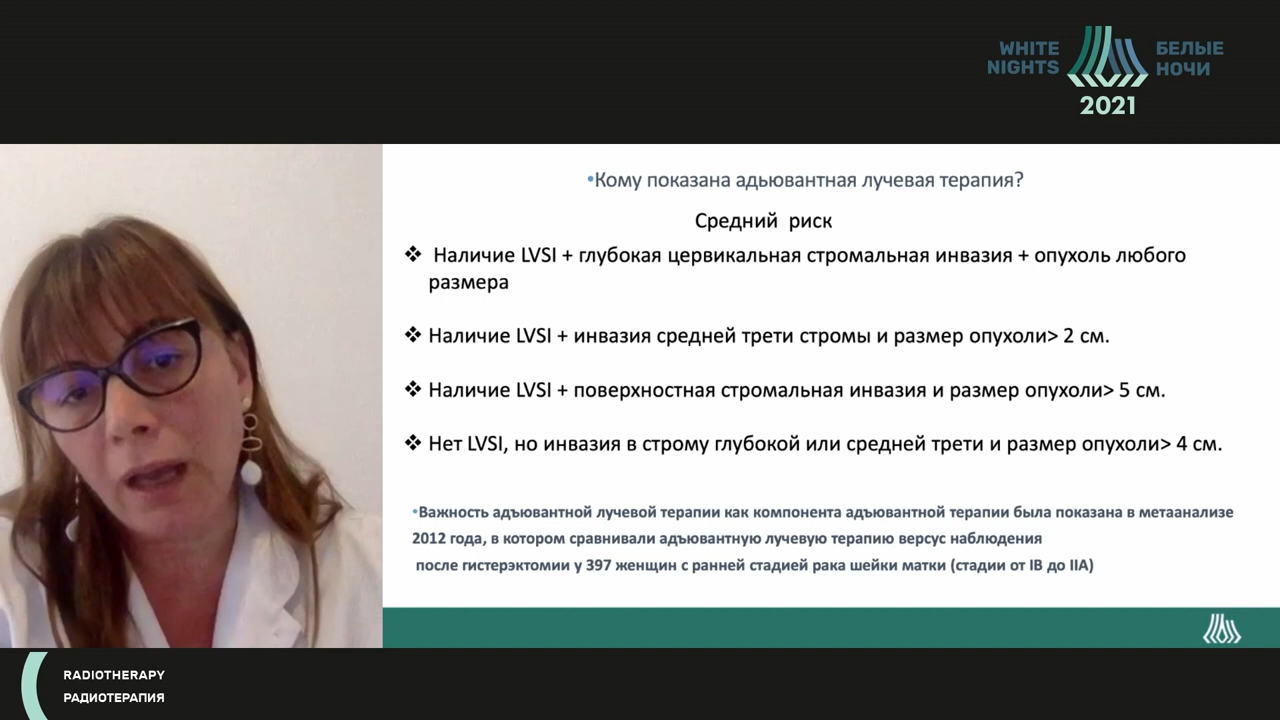 WHITE NIGHTS
БЕЛЫЕ НОЧИ
2021
•Кому показана адьювантная лучевая терапия?
Средний риск
❖ Наличие LVSI + глубокая цервикальная стромальная инвазия + опухоль любого
размера
❖ Наличие LVSI + инвазия средней трети стромы и размер опухоли> 2 см.
❖ Наличие LVSI + поверхностная стромальная инвазия и размер опухоли> 5 см.
❖ Нет LVSI, но инвазия в строму глубокой или средней трети и размер опухоли> 4 см.
•Важность адъювантной лучевой терапии как компонента адъювантной терапии была показана в метаанализе
2012 года, в котором сравнивали адъювантную лучевую терапию версус наблюдения
после гистерэктомии у 397 женщин с ранней стадией рака шейки матки (стадии от IB до IIA)
RADIOTHERAPY
РАДИОТЕРАПИЯ